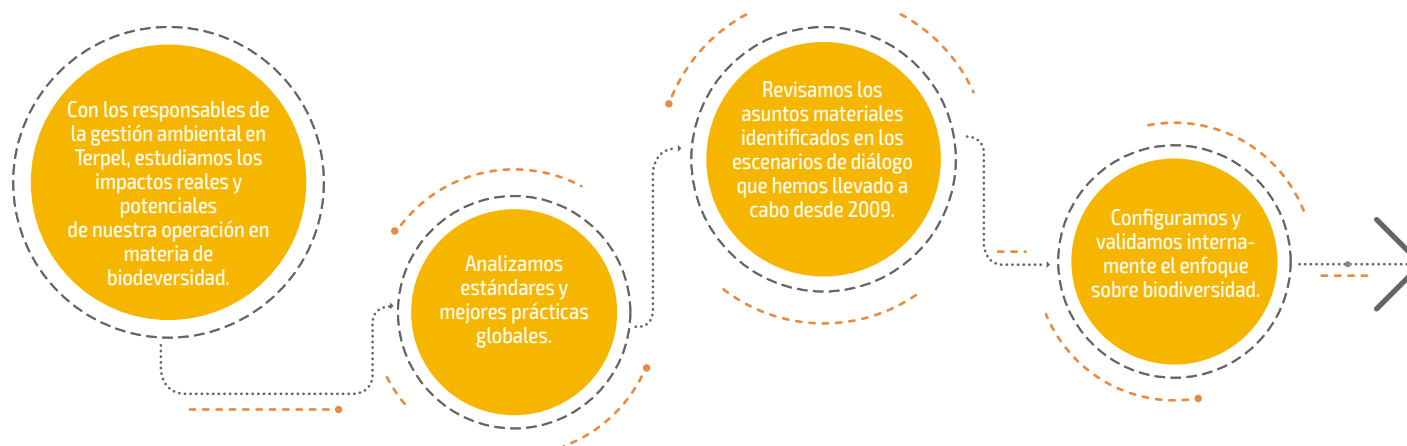 Con los responsables de
la gestión ambiental en
Terpel, estudiamos los
impactos reales y
potenciales
de nuestra operación en
materia de
biodeversidad.
Analizamos
estándares y
mejores prácticas
globales.
Revisamos los
asuntos materiales
identificados en los
escenarios de diálogo
que hemos llevado a
cabo desde 2009.
Configuramos y
validamos interna-
mente el enfoque
sobre biodiversidad.